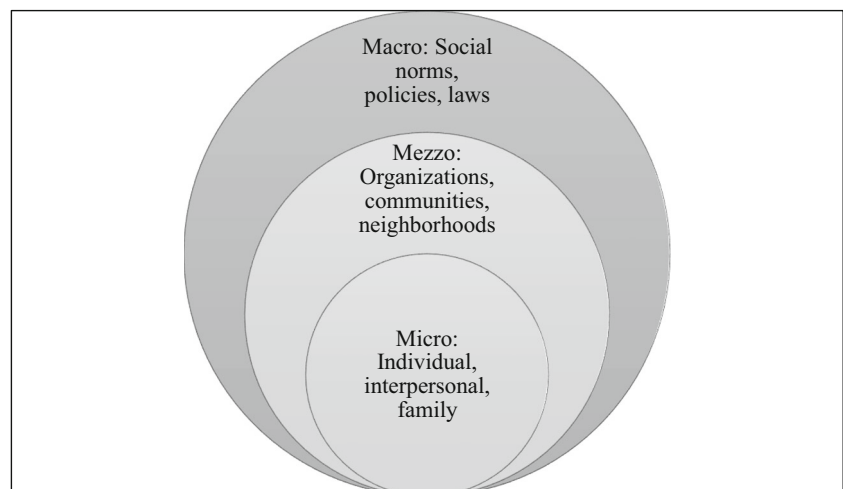 Macro: Social
norms,
policies, laws
Mezzo:
Organizations,
communities,
neighborhoods
Micro:
Individual,
interpersonal,
family